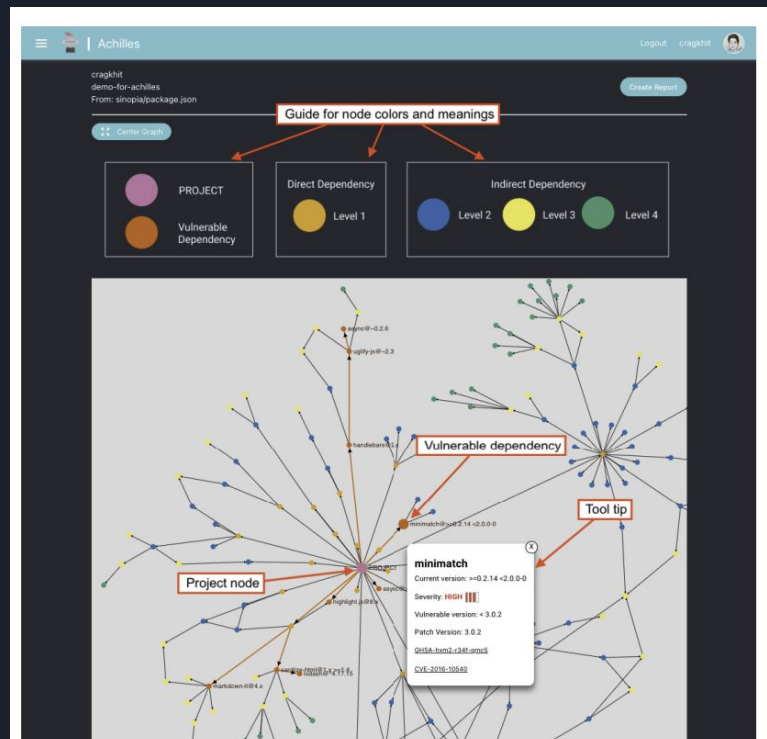 Achilles
Logout cragkhit
cragkhit
demo-for-achilles
From: sinopia/package.json
Create Report
Guide for node colors and meanings
Center Graph
PROJECT
Vulnerable
Dependency
Direct Dependency
Level 1
Indirect Dependency
Level 2
Level 3
Level 4
async@~0.2.6
uglify-js@~2.3
handlebars@2.x
Vulnerable dependency
minimatch@>=0.2.14 <2.0.0-0
Tool tip
Project node
PROJECT
highlight.js@8.x
markdown-it@4.x
X
minimatch
Current version: >=0.2.14 <2.0.0-0
Severity: HIGH
Vulnerable version: < 3.0.2
Patch Version: 3.0.2
GHSA-hxm2-r34f-qmc5
CVE-2016-10540